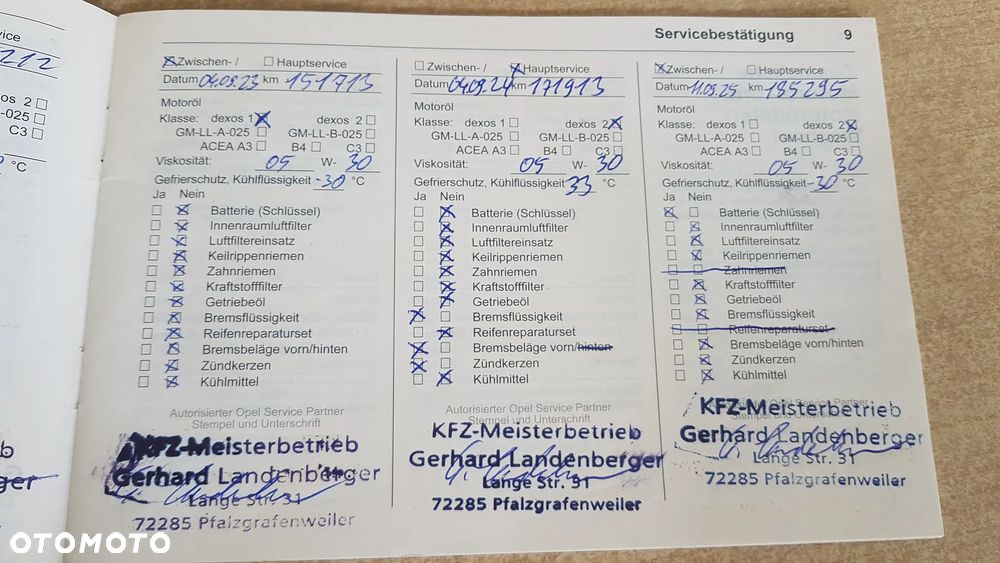 vice
212
xos 2
-025
C3
°C
Servicebestätigung 9
Zwischen- / Hauptservice
Datum 04.09.23 km 151713
Motoröl
Klasse: dexos 1 dexos 2
GM-LL-A-025 GM-LL-B-025
ACEA A3 B4 C3
Viskosität: 05 W- 30
Gefrierschutz, Kühlflüssigkeit -30 °C
Ja Nein
Batterie (Schlüssel)
Innenraumluftfilter
Luftfiltereinsatz
Keilrippenriemen
Zahnriemen
Kraftstofffilter
Getriebeöl
Bremsflüssigkeit
Reifenreparaturset
Bremsbeläge vorn/hinten
Zündkerzen
Kühlmittel
Autorisierter Opel Service Partner
Stempel und Unterschrift
KFZ-Meisterbetrieb
Gerhard Landenberger
Lange Str. 31
72285 Pfalzgrafenweiler
Zwischen- / Hauptservice
Datum 04.09.24 km 171913
Motoröl
Klasse: dexos 1 dexos 2
GM-LL-A-025 GM-LL-B-025
ACEA A3 B4 C3
Viskosität: 05 W- 30
Gefrierschutz, Kühlflüssigkeit 33 °C
Ja Nein
Batterie (Schlüssel)
Innenraumluftfilter
Luftfiltereinsatz
Keilrippenriemen
Zahnriemen
Kraftstofffilter
Getriebeöl
Bremsflüssigkeit
Reifenreparaturset
Bremsbeläge vorn/hinten
Zündkerzen
Kühlmittel
Autorisierter Opel Service Partner
Stempel und Unterschrift
KFZ-Meisterbetrieb
Gerhard Landenberger
Lange Str. 31
72285 Pfalzgrafenweiler
Zwischen- / Hauptservice
Datum 11.09.25 km 185295
Motoröl
Klasse: dexos 1 dexos 2
GM-LL-A-025 GM-LL-B-025
ACEA A3 B4 C3
Viskosität: 05 W- 30
Gefrierschutz, Kühlflüssigkeit -30 °C
Ja Nein
Batterie (Schlüssel)
Innenraumluftfilter
Luftfiltereinsatz
Keilrippenriemen
Zahnriemen
Kraftstofffilter
Getriebeöl
Bremsflüssigkeit
Reifenreparaturset
Bremsbeläge vorn/hinten
Zündkerzen
Kühlmittel
Autorisierter Opel Service Partner
Stempel und Unterschrift
KFZ-Meisterbetrieb
Gerhard Landenberger
Lange Str. 31
72285 Pfalzgrafenweiler
OTOMOTO